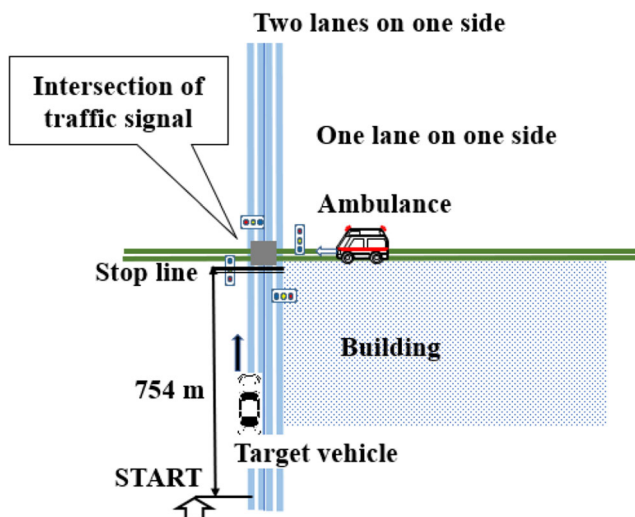 Two lanes on one side
Intersection of
traffic signal
One lane on one side
Ambulance
Stop line
Building
754 m
Target vehicle
START